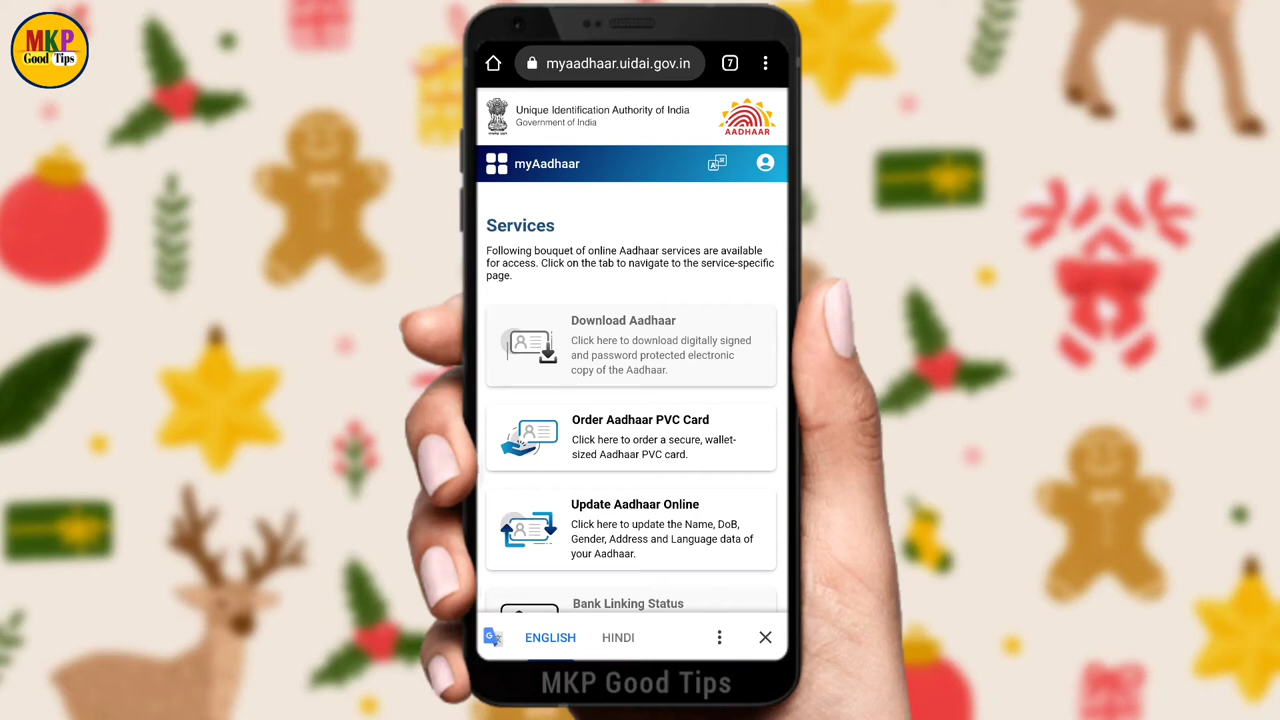 MKP
Good Tips
myaadhaar.uidai.gov.in
7
Unique Identification Authority of India
Government of India
AADHAAR
myAadhaar
Services
Following bouquet of online Aadhaar services are available
for access. Click on the tab to navigate to the service-specific
page.
Download Aadhaar
Click here to download digitally signed
and password protected electronic
copy of the Aadhaar.
Order Aadhaar PVC Card
Click here to order a secure, wallet-
sized Aadhaar PVC card.
Update Aadhaar Online
Click here to update the Name, DoB,
Gender, Address and Language data of
your Aadhaar.
Bank Linking Status
ENGLISH HINDI
MKP Good Tips